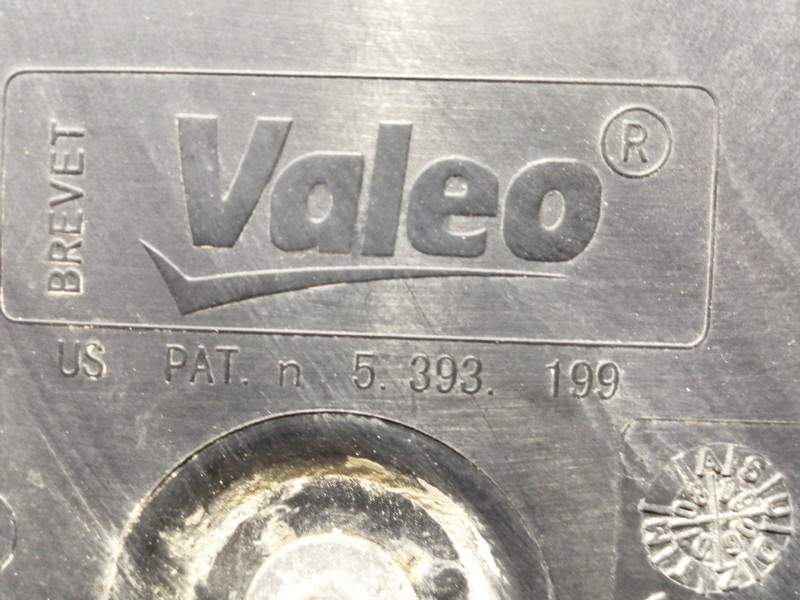 BREVET
Valeo ®
US PAT. n 5. 393. 199